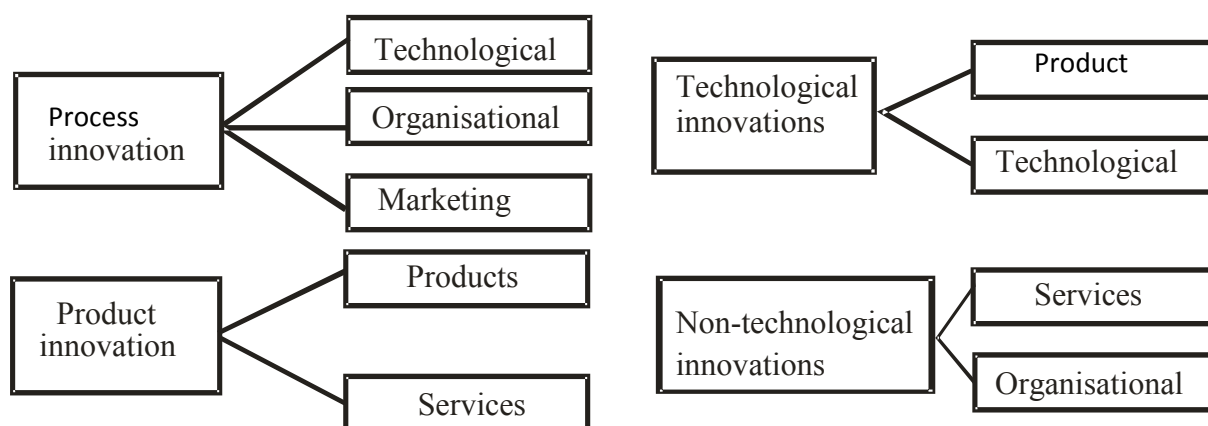 Process
innovation
Technological
Organisational
Marketing
Product
innovation
Products
Services
Technological
innovations
Product
Technological
Non-technological
innovations
Services
Organisational